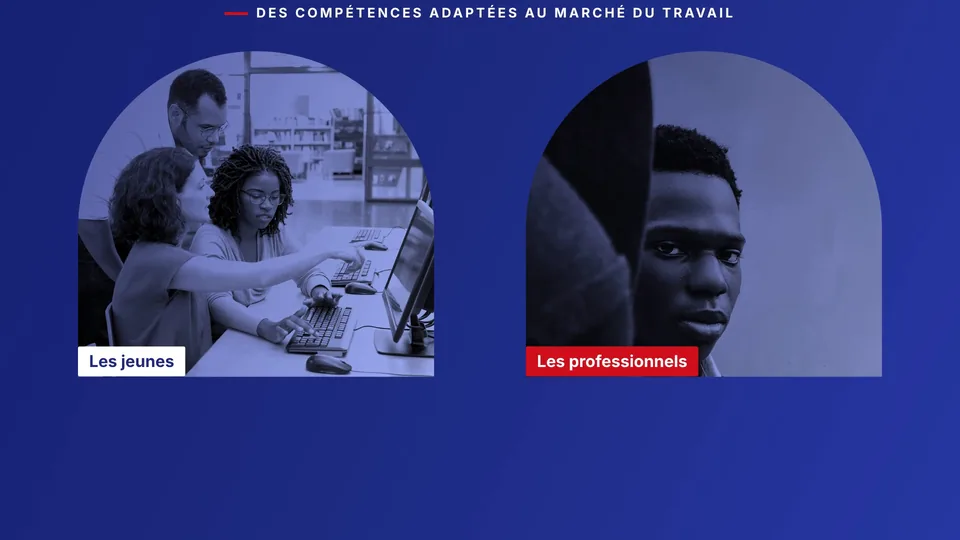 DES COMPÉTENCES ADAPTÉES AU MARCHÉ DU TRAVAIL
Les jeunes
Les professionnels